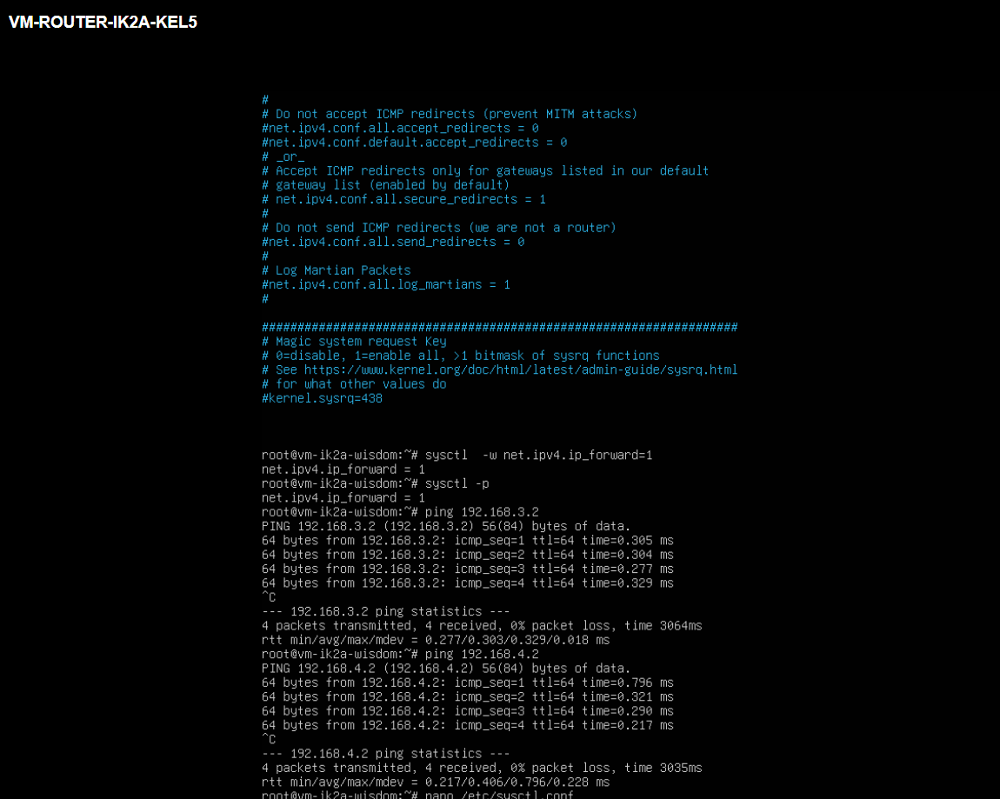 VM-ROUTER-IK2A-KEL5
#
# Do not accept ICMP redirects (prevent MITM attacks)
#net.ipv4.conf.all.accept_redirects = 0
#net.ipv4.conf.default.accept_redirects = 0
# _or_
# Accept ICMP redirects only for gateways listed in our default
# gateway list (enabled by default)
# net.ipv4.conf.all.secure_redirects = 1
#
# Do not send ICMP redirects (we are not a router)
#net.ipv4.conf.all.send_redirects = 0
#
# Log Martian Packets
#net.ipv4.conf.all.log_martians = 1
#
###################################################################
# Magic system request Key
# 0=disable, 1=enable all, >1 bitmask of sysrq functions
# See https://www.kernel.org/doc/html/latest/admin-guide/sysrq.html
# for what other values do
#kernel.sysrq=438
root@vm-ik2a-wisdom:~# sysctl  -w net.ipv4.ip_forward=1
net.ipv4.ip_forward = 1
root@vm-ik2a-wisdom:~# sysctl -p
net.ipv4.ip_forward = 1
root@vm-ik2a-wisdom:~# ping 192.168.3.2
PING 192.168.3.2 (192.168.3.2) 56(84) bytes of data.
64 bytes from 192.168.3.2: icmp_seq=1 ttl=64 time=0.305 ms
64 bytes from 192.168.3.2: icmp_seq=2 ttl=64 time=0.304 ms
64 bytes from 192.168.3.2: icmp_seq=3 ttl=64 time=0.277 ms
64 bytes from 192.168.3.2: icmp_seq=4 ttl=64 time=0.329 ms
^C
--- 192.168.3.2 ping statistics ---
4 packets transmitted, 4 received, 0% packet loss, time 3064ms
rtt min/avg/max/mdev = 0.277/0.303/0.329/0.018 ms
root@vm-ik2a-wisdom:~# ping 192.168.4.2
PING 192.168.4.2 (192.168.4.2) 56(84) bytes of data.
64 bytes from 192.168.4.2: icmp_seq=1 ttl=64 time=0.796 ms
64 bytes from 192.168.4.2: icmp_seq=2 ttl=64 time=0.321 ms
64 bytes from 192.168.4.2: icmp_seq=3 ttl=64 time=0.290 ms
64 bytes from 192.168.4.2: icmp_seq=4 ttl=64 time=0.217 ms
^C
--- 192.168.4.2 ping statistics ---
4 packets transmitted, 4 received, 0% packet loss, time 3035ms
rtt min/avg/max/mdev = 0.217/0.406/0.796/0.228 ms
root@vm-ik2a-wisdom:~# nano /etc/sysctl.conf